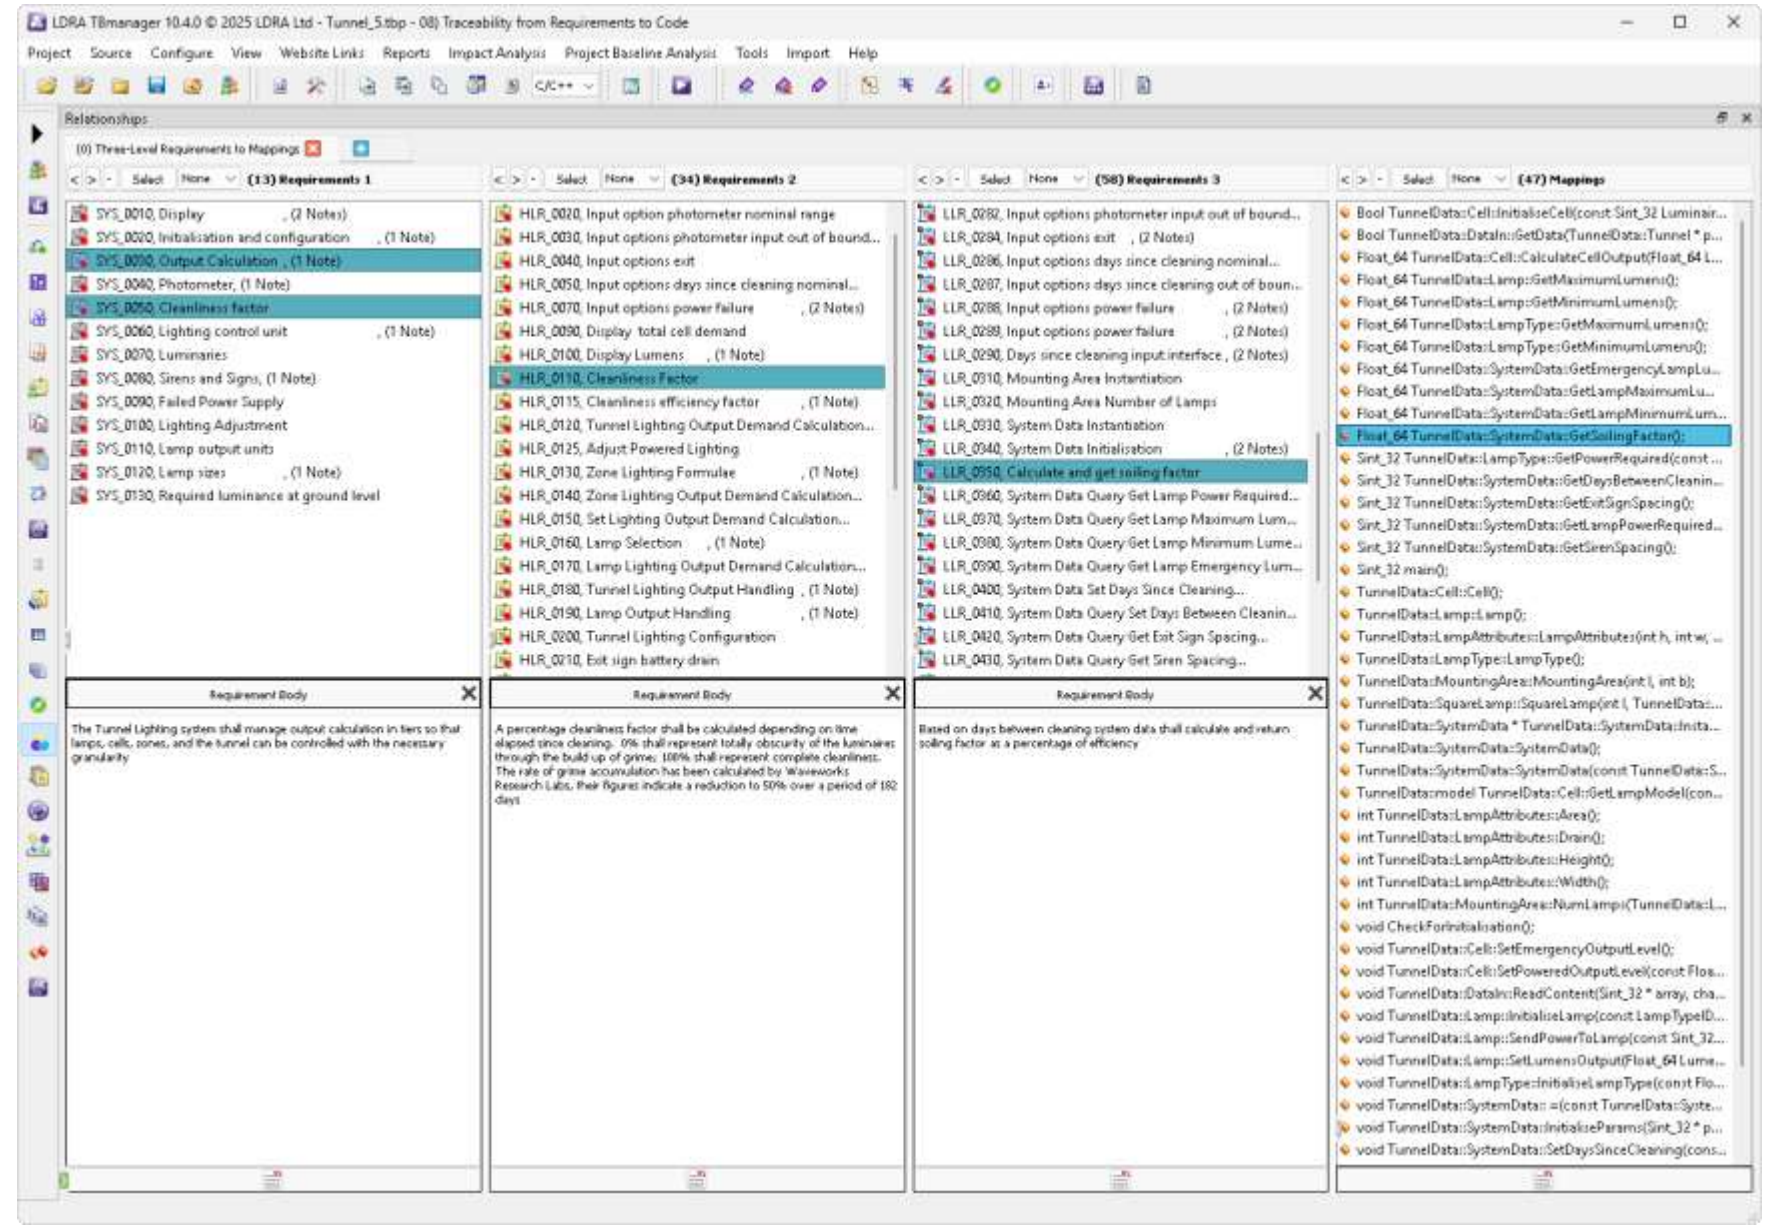 LDRA TBmanager 10.4.0 © 2025 LDRA Ltd - Tunnel_5.tbp - 08) Traceability from Requirements to Code
Project Source Configure View Website Links Reports Impact Analysis Project Baseline Analysis Tools Import Help
C/C++
Relationships
(0) Three-Level Requirements to Mappings
< > - Select None (13) Requirements 1
SYS_0010, Display , (2 Notes)
SYS_0020, Initialisation and configuration , (1 Note)
SYS_0030, Output Calculation , (1 Note)
SYS_0040, Photometer, (1 Note)
SYS_0050, Cleanliness factor
SYS_0060, Lighting control unit , (1 Note)
SYS_0070, Luminaries
SYS_0080, Sirens and Signs, (1 Note)
SYS_0090, Failed Power Supply
SYS_0100, Lighting Adjustment
SYS_0110, Lamp output units
SYS_0120, Lamp sizes , (1 Note)
SYS_0130, Required luminance at ground level
Requirement Body
The Tunnel Lighting system shall manage output calculation in tiers so that
lamps, cells, zones, and the tunnel can be controlled with the necessary
granularity
< > - Select None (34) Requirements 2
HLR_0020, Input option photometer nominal range
HLR_0030, Input options photometer input out of bound...
HLR_0040, Input options exit
HLR_0050, Input options days since cleaning nominal...
HLR_0070, Input options power failure , (2 Notes)
HLR_0090, Display total cell demand
HLR_0100, Display Lumens , (1 Note)
HLR_0110, Cleanliness Factor
HLR_0115, Cleanliness efficiency factor , (1 Note)
HLR_0120, Tunnel Lighting Output Demand Calculation...
HLR_0125, Adjust Powered Lighting
HLR_0130, Zone Lighting Formulae , (1 Note)
HLR_0140, Zone Lighting Output Demand Calculation...
HLR_0150, Set Lighting Output Demand Calculation...
HLR_0160, Lamp Selection , (1 Note)
HLR_0170, Lamp Lighting Output Demand Calculation...
HLR_0180, Tunnel Lighting Output Handling , (1 Note)
HLR_0190, Lamp Output Handling , (1 Note)
HLR_0200, Tunnel Lighting Configuration
HLR_0210, Exit sign battery drain
Requirement Body
A percentage cleanliness factor shall be calculated depending on time
elapsed since cleaning. 0% shall represent totally obscurity of the luminaires
through the build up of grime; 100% shall represent complete cleanliness.
The rate of grime accumulation has been calculated by Waveworks
Research Labs, their figures indicate a reduction to 50% over a period of 182
days
< > - Select None (58) Requirements 3
LLR_0282, Input options photometer input out of bound...
LLR_0284, Input options exit , (2 Notes)
LLR_0286, Input options days since cleaning nominal...
LLR_0287, Input options days since cleaning out of boun...
LLR_0288, Input options power failure , (2 Notes)
LLR_0289, Input options power failure , (2 Notes)
LLR_0290, Days since cleaning input interface , (2 Notes)
LLR_0310, Mounting Area Instantiation
LLR_0320, Mounting Area Number of Lamps
LLR_0330, System Data Instantiation
LLR_0340, System Data Initialisation , (2 Notes)
LLR_0350, Calculate and get soiling factor
LLR_0360, System Data Query Get Lamp Power Required...
LLR_0370, System Data Query Get Lamp Maximum Lum...
LLR_0380, System Data Query Get Lamp Minimum Lume...
LLR_0390, System Data Query Get Lamp Emergency Lum...
LLR_0400, System Data Set Days Since Cleaning...
LLR_0410, System Data Query Set Days Between Cleanin...
LLR_0420, System Data Query Get Exit Sign Spacing...
LLR_0430, System Data Query Get Siren Spacing...
Requirement Body
Based on days between cleaning system data shall calculate and return
soiling factor as a percentage of efficiency
< > - Select None (47) Mappings
Bool TunnelData::Cell::InitialiseCell(const Sint_32 Luminair...
Bool TunnelData::DataIn::GetData(TunnelData::Tunnel * p...
Float_64 TunnelData::Cell::CalculateCellOutput(Float_64 L...
Float_64 TunnelData::Lamp::GetMaximumLumens();
Float_64 TunnelData::Lamp::GetMinimumLumens();
Float_64 TunnelData::LampType::GetMaximumLumens();
Float_64 TunnelData::LampType::GetMinimumLumens();
Float_64 TunnelData::SystemData::GetEmergencyLampLu...
Float_64 TunnelData::SystemData::GetLampMaximumLu...
Float_64 TunnelData::SystemData::GetLampMinimumLum...
Float_64 TunnelData::SystemData::GetSoilingFactor();
Sint_32 TunnelData::LampType::GetPowerRequired(const ...
Sint_32 TunnelData::SystemData::GetDaysBetweenCleanin...
Sint_32 TunnelData::SystemData::GetExitSignSpacing();
Sint_32 TunnelData::SystemData::GetLampPowerRequired...
Sint_32 TunnelData::SystemData::GetSirenSpacing();
Sint_32 main();
TunnelData::Cell::Cell();
TunnelData::Lamp::Lamp();
TunnelData::LampAttributes::LampAttributes(int h, int w, ...
TunnelData::LampType::LampType();
TunnelData::MountingArea::MountingArea(int l, int b);
TunnelData::SquareLamp::SquareLamp(int l, TunnelData::...
TunnelData::SystemData * TunnelData::SystemData::Insta...
TunnelData::SystemData::SystemData();
TunnelData::SystemData::SystemData(const TunnelData::S...
TunnelData::model TunnelData::Cell::GetLampModel(con...
int TunnelData::LampAttributes::Area();
int TunnelData::LampAttributes::Drain();
int TunnelData::LampAttributes::Height();
int TunnelData::LampAttributes::Width();
int TunnelData::MountingArea::NumLamps(TunnelData::L...
void CheckForInitialisation();
void TunnelData::Cell::SetEmergencyOutputLevel();
void TunnelData::Cell::SetPoweredOutputLevel(const Floa...
void TunnelData::DataIn::ReadContent(Sint_32 * array, cha...
void TunnelData::Lamp::InitialiseLamp(const LampTypeID...
void TunnelData::Lamp::SendPowerToLamp(const Sint_32...
void TunnelData::Lamp::SetLumensOutput(Float_64 Lume...
void TunnelData::LampType::InitialiseLampType(const Flo...
void TunnelData::SystemData:: =(const TunnelData::Syste...
void TunnelData::SystemData::InitialiseParams(Sint_32 * p...
void TunnelData::SystemData::SetDaysSinceCleaning(cons...